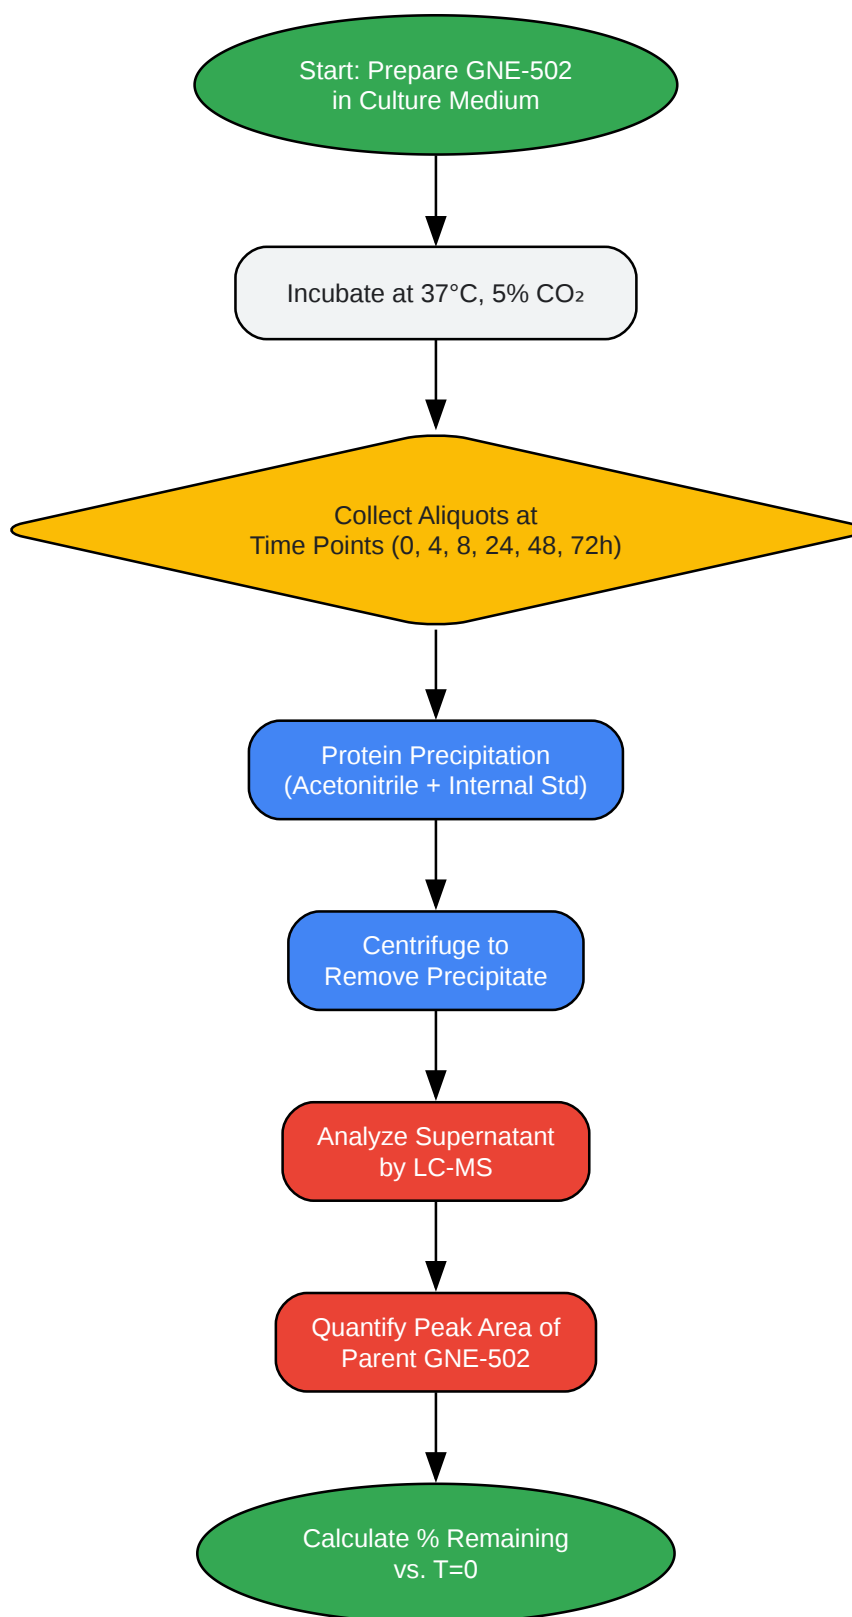 Start: Prepare GNE-502
in Culture Medium
Incubate at 37°C, 5% CO₂
Collect Aliquots at
Time Points (0, 4, 8, 24, 48, 72h)
Protein Precipitation
(Acetonitrile + Internal Std)
Centrifuge to
Remove Precipitate
Analyze Supernatant
by LC-MS
Quantify Peak Area of
Parent GNE-502
Calculate % Remaining
vs. T=0